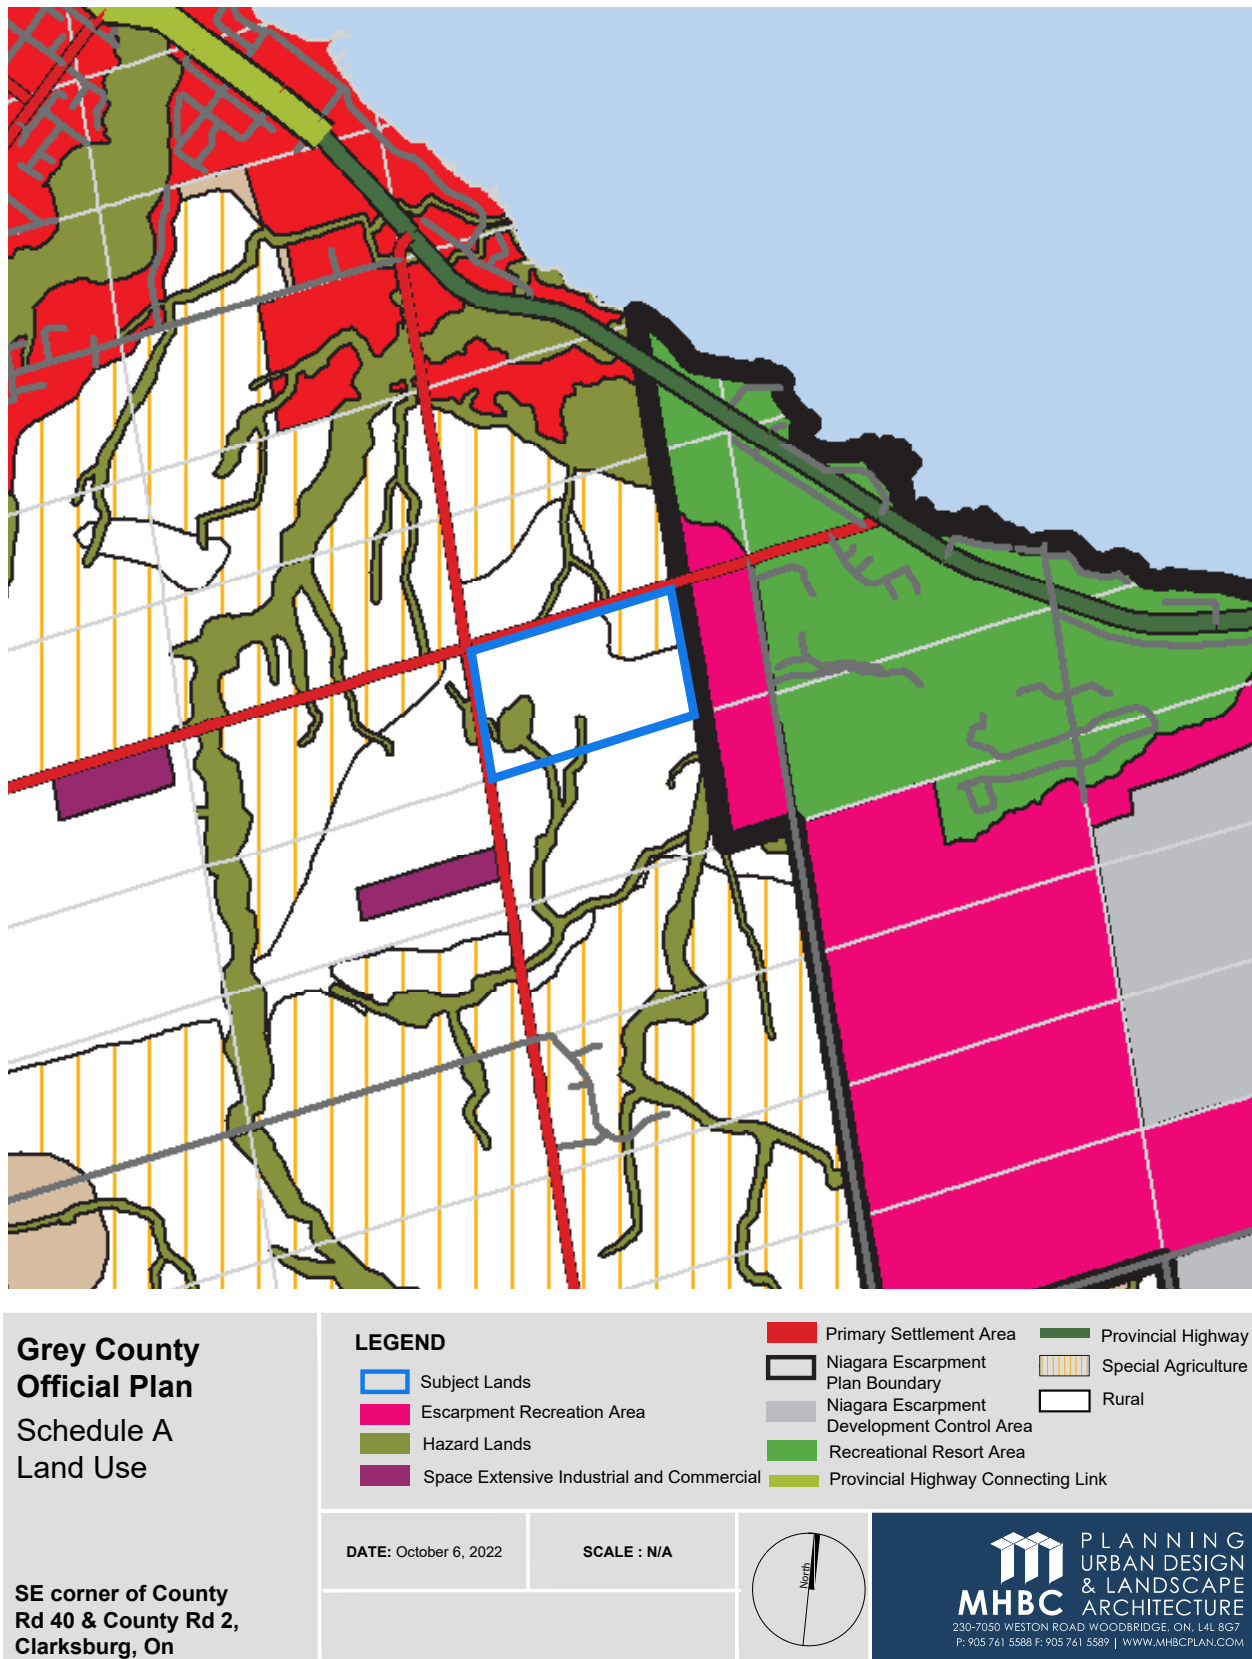 Grey County
Official Plan
Schedule A
Land Use
SE corner of County
Rd 40 & County Rd 2,
Clarksburg, On
LEGEND
Subject Lands
Escarpment Recreation Area
Hazard Lands
Space Extensive Industrial and Commercial
Primary Settlement Area
Niagara Escarpment
Plan Boundary
Niagara Escarpment
Development Control Area
Recreational Resort Area
Provincial Highway Connecting Link
Provincial Highway
Special Agriculture
Rural
DATE: October 6, 2022
SCALE : N/A
North
MHBC
PLANNING
URBAN DESIGN
& LANDSCAPE
ARCHITECTURE
230-7050 WESTON ROAD WOODBRIDGE, ON, L4L 8G7
P: 905 761 5588 F: 905 761 5589 | WWW.MHBCPLAN.COM